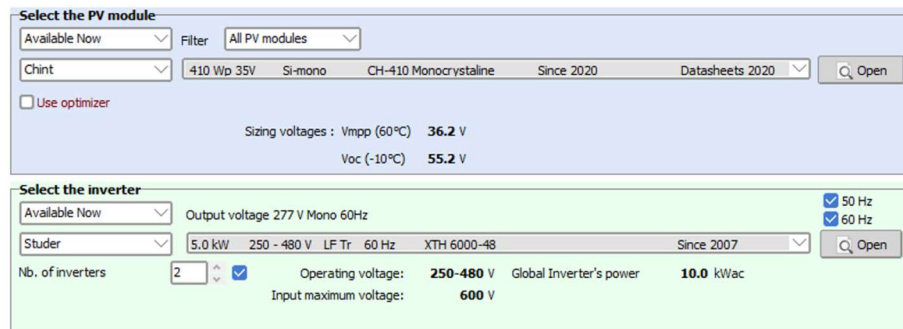 Select the PV module
Available Now Filter All PV modules
Chint 410 Wp 35V Si-mono CH-410 Monocrystaline Since 2020 Datasheets 2020 Open
Use optimizer
Sizing voltages : Vmpp (60°C) 36.2 V
Voc (-10°C) 55.2 V
Select the inverter
50 Hz
Available Now Output voltage 277 V Mono 60Hz
60 Hz
Studer 5.0 kW 250 - 480 V LF Tr 60 Hz XTH 6000-48 Since 2007 Open
Nb. of inverters 2 Operating voltage: 250-480 V Global Inverter's power 10.0 kWac
Input maximum voltage: 600 V